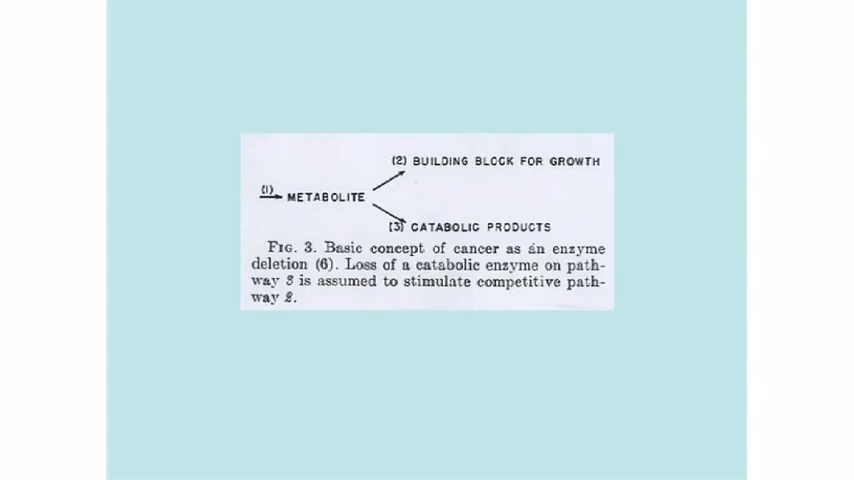 (2) BUILDING BLOCK FOR GROWTH
(1) METABOLITE
(3) CATABOLIC PRODUCTS
FIG. 3. Basic concept of cancer as an enzyme
deletion (6). Loss of a catabolic enzyme on path-
way 3 is assumed to stimulate competitive path-
way 2.